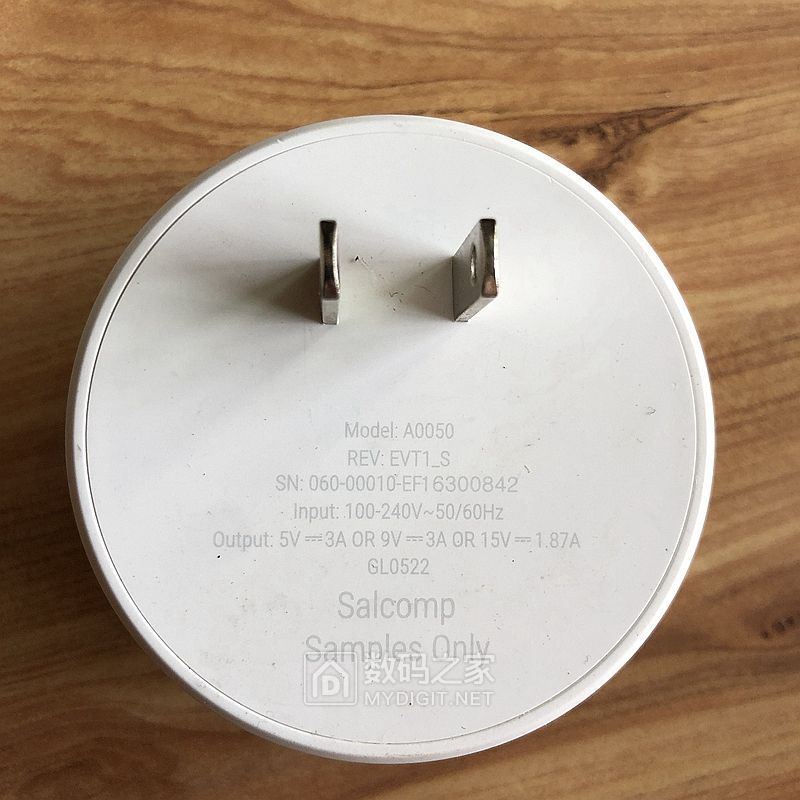 Model: A0050
REV: EVT1_S
SN: 060-00010-EF16300842
Input: 100-240V~50/60Hz
Output: 5V⎓3A OR 9V⎓3A OR 15V⎓1.87A
GL0522
Salcomp
Samples Only
数码之家
MYDIGIT.NET